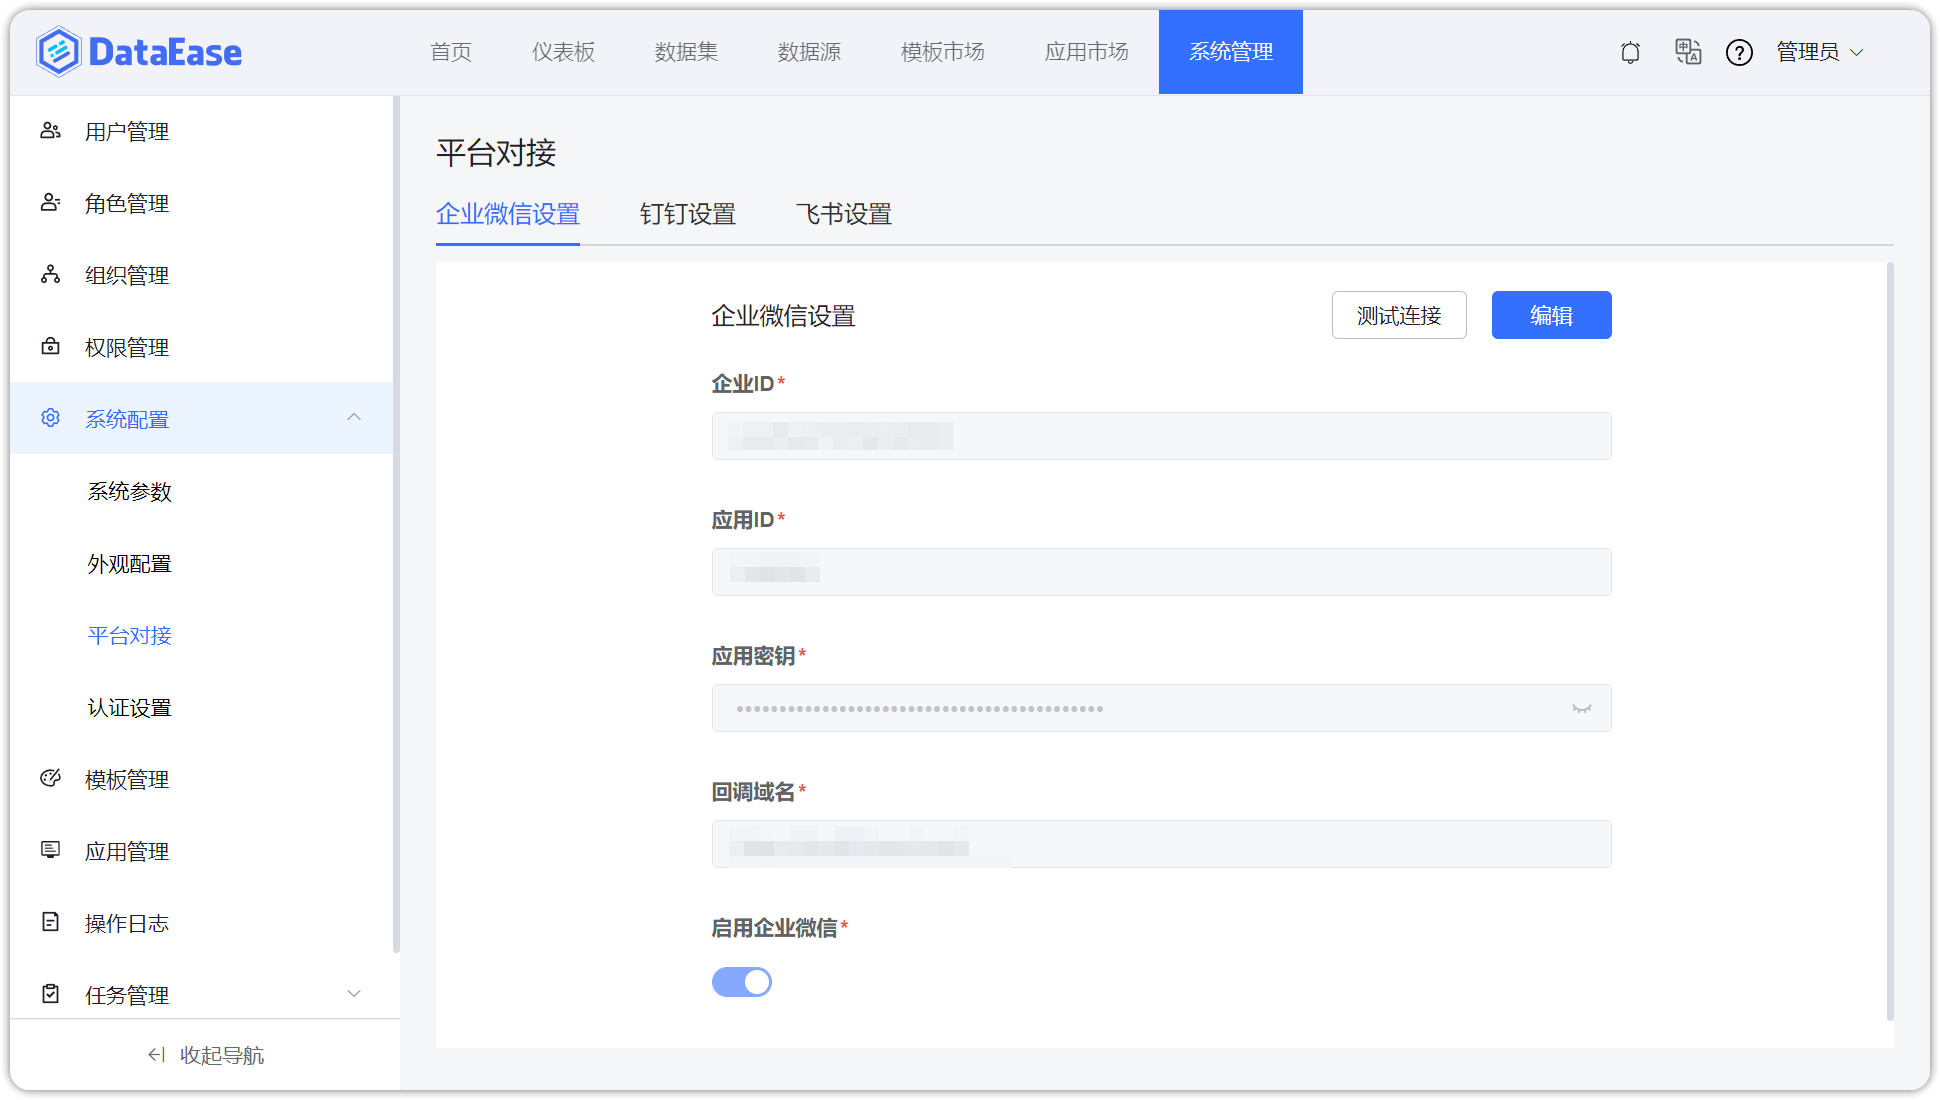 DataEase
首页 仪表板 数据集 数据源 模板市场 应用市场 系统管理 管理员
用户管理
角色管理
组织管理
权限管理
系统配置
系统参数
外观配置
平台对接
认证设置
模板管理
应用管理
操作日志
任务管理
收起导航
平台对接
企业微信设置 钉钉设置 飞书设置
企业微信设置 测试连接 编辑
企业ID*
应用ID*
应用密钥*
回调域名*
启用企业微信*